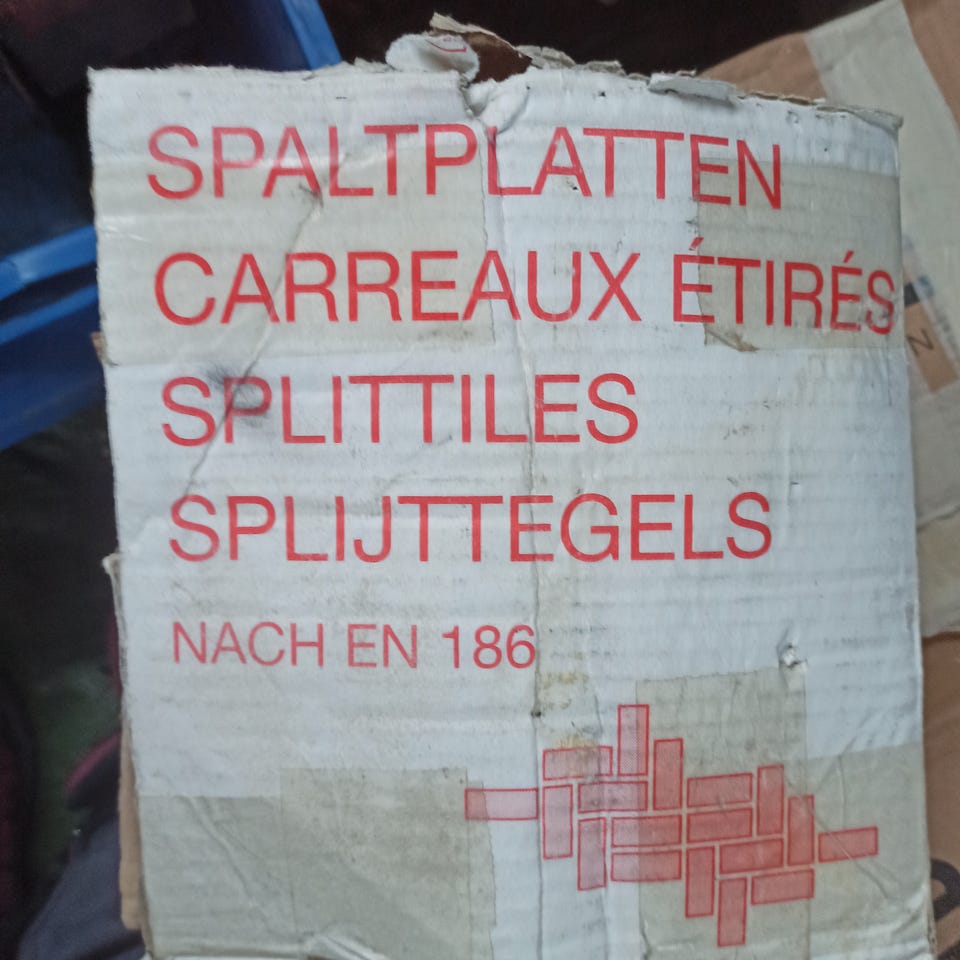 SPALTPLATTEN
CARREAUX ÉTIRÉS
SPLITTILES
SPLIJTTEGELS
NACH EN 186
N